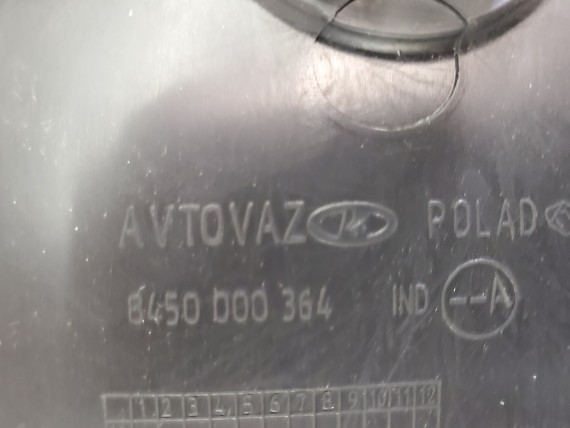 AVTOVAZ POLAD
8450 000 364 IND --A
1 2 3 4 5 6 7 8 9 10 11 12